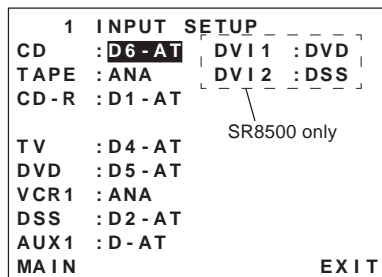 1 INPUT SETUP
CD :D6-AT DVI1 :DVD
TAPE :ANA DVI2 :DSS
CD-R :D1-AT
SR8500 only
TV :D4-AT
DVD :D5-AT
VCR1 :ANA
DSS :D2-AT
AUX1 :D-AT
MAIN EXIT